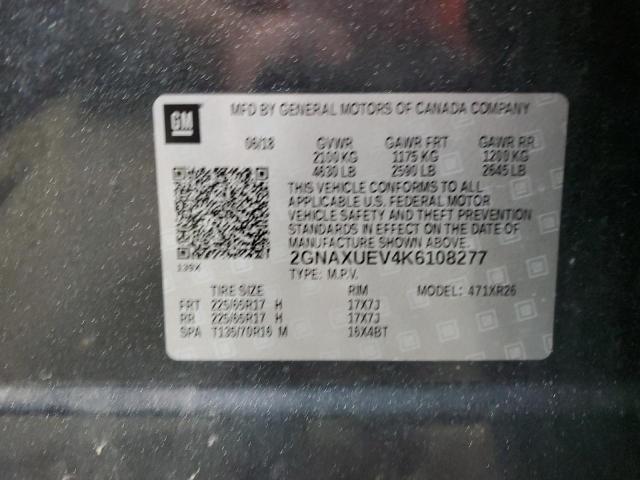 GM
MFD BY GENERAL MOTORS OF CANADA COMPANY
06/18 GVWR GAWR FRT GAWR RR
2100 KG 1175 KG 1200 KG
4630 LB 2590 LB 2645 LB
THIS VEHICLE CONFORMS TO ALL
APPLICABLE U.S. FEDERAL MOTOR
VEHICLE SAFETY AND THEFT PREVENTION
STANDARDS IN EFFECT ON THE DATE OF
MANUFACTURE SHOWN ABOVE.
139X 2GNAXUEV4K6108277
TYPE: M.P.V.
TIRE SIZE RIM MODEL: 471XR26
FRT 225/65R17 H 17X7J
RR 225/65R17 H 17X7J
SPA T135/70R16 M 16X4BT